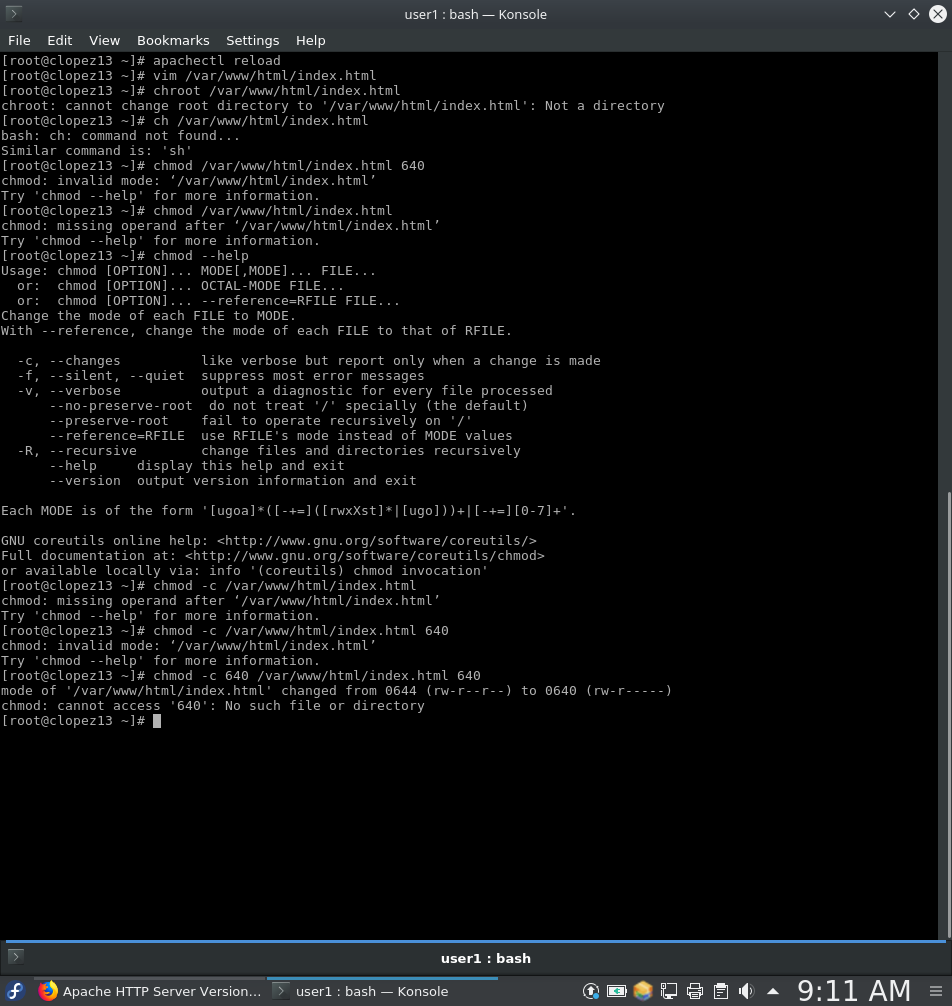 user1 : bash — Konsole
File Edit View Bookmarks Settings Help
[root@clopez13 ~]# apachectl reload
[root@clopez13 ~]# vim /var/www/html/index.html
[root@clopez13 ~]# chroot /var/www/html/index.html
chroot: cannot change root directory to '/var/www/html/index.html': Not a directory
[root@clopez13 ~]# ch /var/www/html/index.html
bash: ch: command not found...
Similar command is: 'sh'
[root@clopez13 ~]# chmod /var/www/html/index.html 640
chmod: invalid mode: ‘/var/www/html/index.html’
Try 'chmod --help' for more information.
[root@clopez13 ~]# chmod /var/www/html/index.html
chmod: missing operand after ‘/var/www/html/index.html’
Try 'chmod --help' for more information.
[root@clopez13 ~]# chmod --help
Usage: chmod [OPTION]... MODE[,MODE]... FILE...
  or:  chmod [OPTION]... OCTAL-MODE FILE...
  or:  chmod [OPTION]... --reference=RFILE FILE...
Change the mode of each FILE to MODE.
With --reference, change the mode of each FILE to that of RFILE.

  -c, --changes          like verbose but report only when a change is made
  -f, --silent, --quiet  suppress most error messages
  -v, --verbose          output a diagnostic for every file processed
      --no-preserve-root  do not treat '/' specially (the default)
      --preserve-root    fail to operate recursively on '/'
      --reference=RFILE  use RFILE's mode instead of MODE values
  -R, --recursive        change files and directories recursively
      --help     display this help and exit
      --version  output version information and exit

Each MODE is of the form '[ugoa]*([-+=]([rwxXst]*|[ugo]))+|[-+=][0-7]+'.

GNU coreutils online help: <http://www.gnu.org/software/coreutils/>
Full documentation at: <http://www.gnu.org/software/coreutils/chmod>
or available locally via: info '(coreutils) chmod invocation'
[root@clopez13 ~]# chmod -c /var/www/html/index.html
chmod: missing operand after ‘/var/www/html/index.html’
Try 'chmod --help' for more information.
[root@clopez13 ~]# chmod -c /var/www/html/index.html 640
chmod: invalid mode: ‘/var/www/html/index.html’
Try 'chmod --help' for more information.
[root@clopez13 ~]# chmod -c 640 /var/www/html/index.html 640
mode of '/var/www/html/index.html' changed from 0644 (rw-r--r--) to 0640 (rw-r-----)
chmod: cannot access '640': No such file or directory
[root@clopez13 ~]#
user1 : bash
Apache HTTP Server Version... user1 : bash — Konsole 9:11 AM